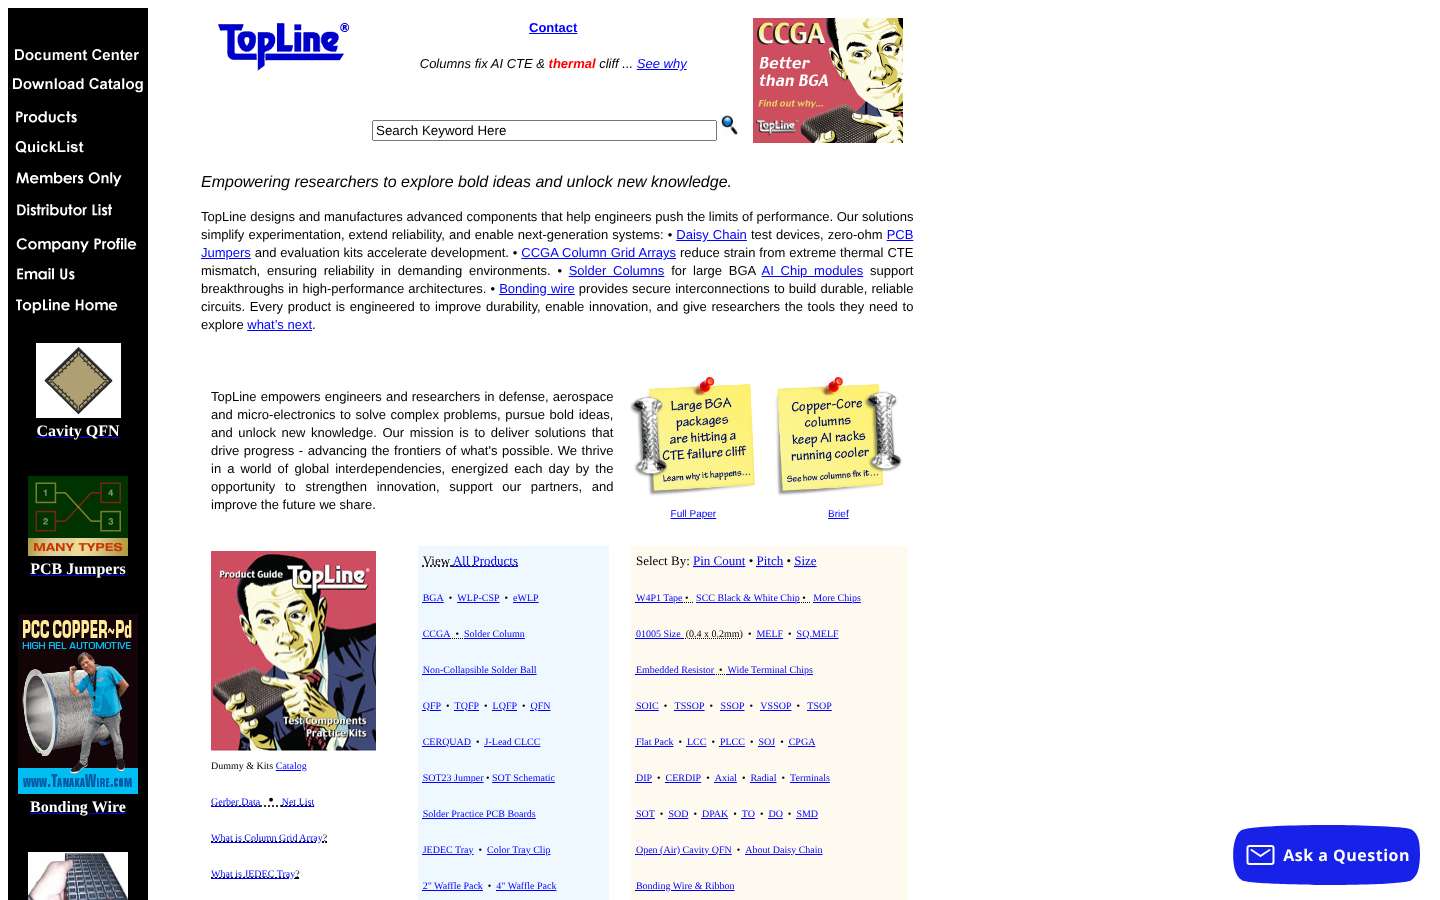 Document Center
Download Catalog
Products
QuickList
Members Only
Distributor List
Company Profile
Email Us
TopLine Home
Cavity QFN
1 4
2 3
MANY TYPES
PCB Jumpers
PCC COPPER~Pd
HIGH REL AUTOMOTIVE
WWW.TANAKAWIRE.COM
Bonding Wire
TopLine®
Contact
Columns fix AI CTE & thermal cliff ... See why
Search Keyword Here
CCGA
Better
than BGA
Find out why...
TopLine
Empowering researchers to explore bold ideas and unlock new knowledge.
TopLine designs and manufactures advanced components that help engineers push the limits of performance. Our solutions
simplify experimentation, extend reliability, and enable next-generation systems: • Daisy Chain test devices, zero-ohm PCB
Jumpers and evaluation kits accelerate development. • CCGA Column Grid Arrays reduce strain from extreme thermal CTE
mismatch, ensuring reliability in demanding environments. • Solder Columns for large BGA AI Chip modules support
breakthroughs in high-performance architectures. • Bonding wire provides secure interconnections to build durable, reliable
circuits. Every product is engineered to improve durability, enable innovation, and give researchers the tools they need to
explore what's next.
TopLine empowers engineers and researchers in defense, aerospace
and micro-electronics to solve complex problems, pursue bold ideas,
and unlock new knowledge. Our mission is to deliver solutions that
drive progress - advancing the frontiers of what's possible. We thrive
in a world of global interdependencies, energized each day by the
opportunity to strengthen innovation, support our partners, and
improve the future we share.
Large BGA
packages
are hitting a
CTE failure cliff
Learn why it happens...
Full Paper
Copper-Core
columns
keep AI racks
running cooler
See how columns fix it...
Brief
Product Guide TopLine®
Test Components
Practice Kits
Dummy & Kits Catalog
Gerber Data • Net List
What is Column Grid Array?
What is JEDEC Tray?
View All Products
BGA • WLP-CSP • eWLP
CCGA • Solder Column
Non-Collapsible Solder Ball
QFP • TQFP • LQFP • QFN
CERQUAD • J-Lead CLCC
SOT23 Jumper • SOT Schematic
Solder Practice PCB Boards
JEDEC Tray • Color Tray Clip
2" Waffle Pack • 4" Waffle Pack
Select By: Pin Count • Pitch • Size
W4P1 Tape • SCC Black & White Chip • More Chips
01005 Size (0.4 x 0.2mm) • MELF • SQ.MELF
Embedded Resistor • Wide Terminal Chips
SOIC • TSSOP • SSOP • VSSOP • TSOP
Flat Pack • LCC • PLCC • SOJ • CPGA
DIP • CERDIP • Axial • Radial • Terminals
SOT • SOD • DPAK • TO • DO • SMD
Open (Air) Cavity QFN • About Daisy Chain
Bonding Wire & Ribbon
Ask a Question